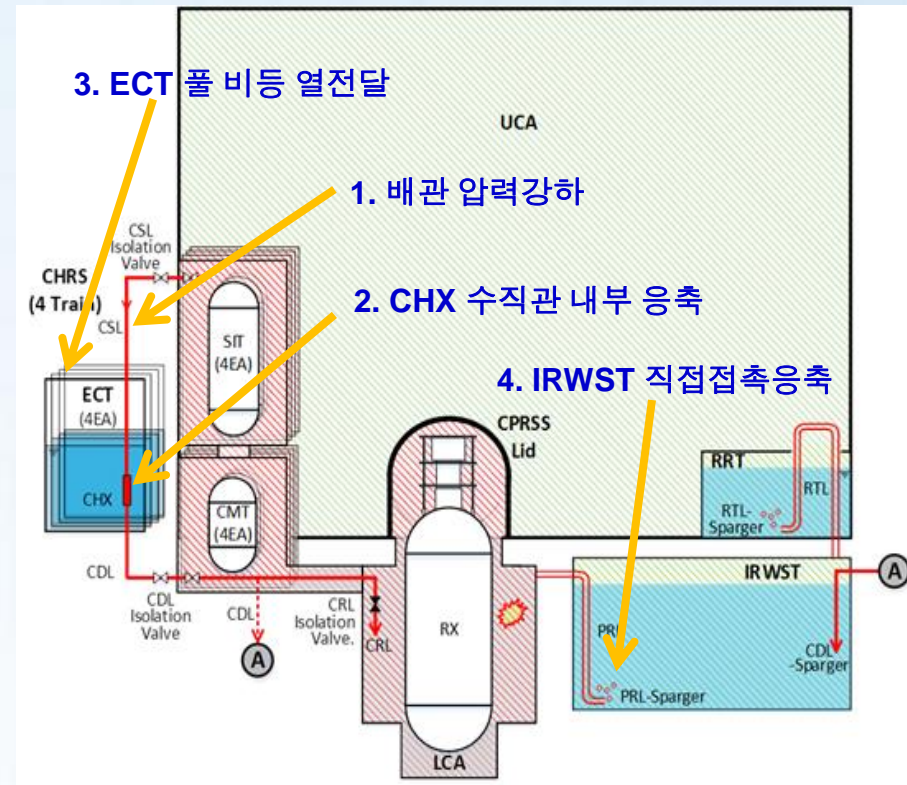 3. ECT 풀 비등 열전달
UCA
1. 배관 압력강하
CSL
Isolation
Valve
CHRS
(4 Train)
CSL
2. CHX 수직관 내부 응축
SIT
(4EA)
4. IRWST 직접접촉응축
ECT
(4EA)
CPRSS
Lid
RRT
RTL
RTL-
Sparger
CHX
CMT
(4EA)
IRWST
A
CDL
CDL
Isolation
Valve
CDL
A
CRL
Isolation
Valve.
CRL
RX
PRL
CDL
-Sparger
PRL-Sparger
LCA